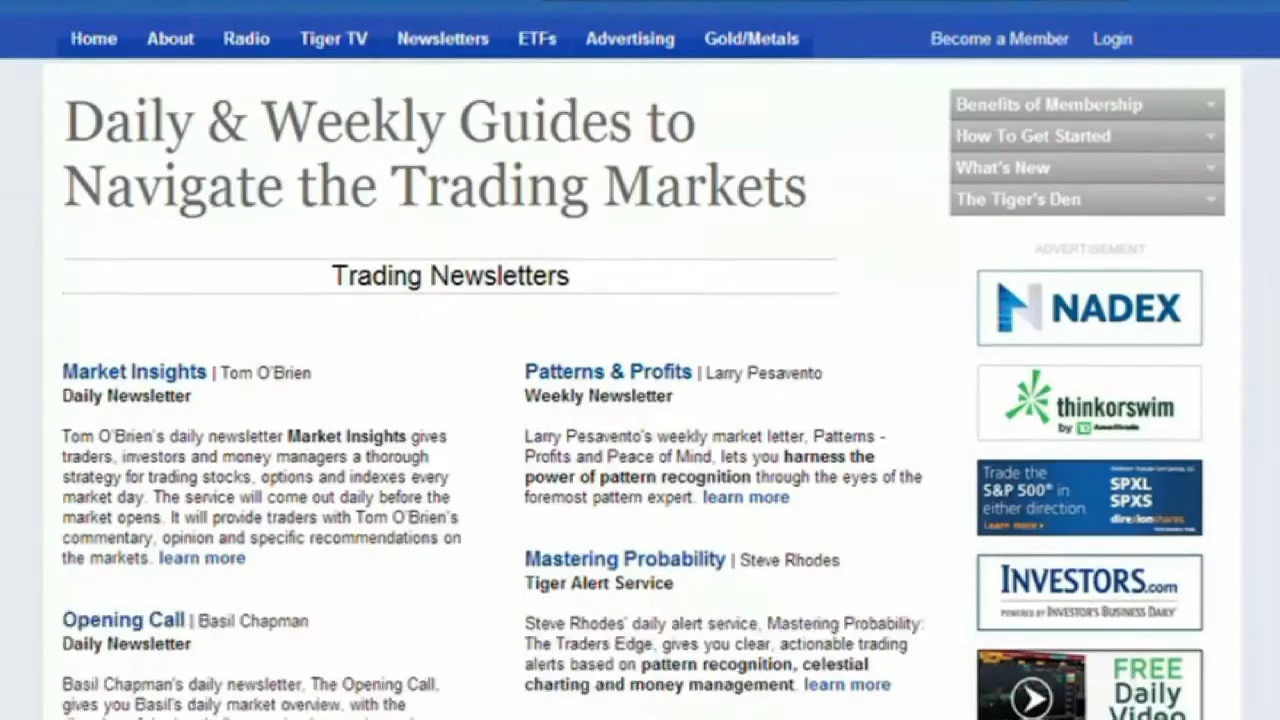 Home About Radio Tiger TV Newsletters ETFs Advertising Gold/Metals Become a Member Login
Daily & Weekly Guides to
Navigate the Trading Markets
Trading Newsletters
Market Insights | Tom O'Brien
Daily Newsletter
Tom O'Brien's daily newsletter Market Insights gives
traders, investors and money managers a thorough
strategy for trading stocks, options and indexes every
market day. The service will come out daily before the
market opens. It will provide traders with Tom O'Brien's
commentary, opinion and specific recommendations on
the markets. learn more
Opening Call | Basil Chapman
Daily Newsletter
Basil Chapman's daily newsletter, The Opening Call,
gives you Basil's daily market overview, with the
Patterns & Profits | Larry Pesavento
Weekly Newsletter
Larry Pesavento's weekly market letter, Patterns -
Profits and Peace of Mind, lets you harness the
power of pattern recognition through the eyes of the
foremost pattern expert. learn more
Mastering Probability | Steve Rhodes
Tiger Alert Service
Steve Rhodes' daily alert service, Mastering Probability:
The Traders Edge, gives you clear, actionable trading
alerts based on pattern recognition, celestial
charting and money management. learn more
Benefits of Membership
How To Get Started
What's New
The Tiger's Den
ADVERTISEMENT
NADEX
thinkorswim
by Ameritrade
Trade the
S&P 500® in
either direction
Learn more
SPXL
SPXS
direxionshares
INVESTORS.com
POWERED BY INVESTOR'S BUSINESS DAILY
FREE
Daily
Video